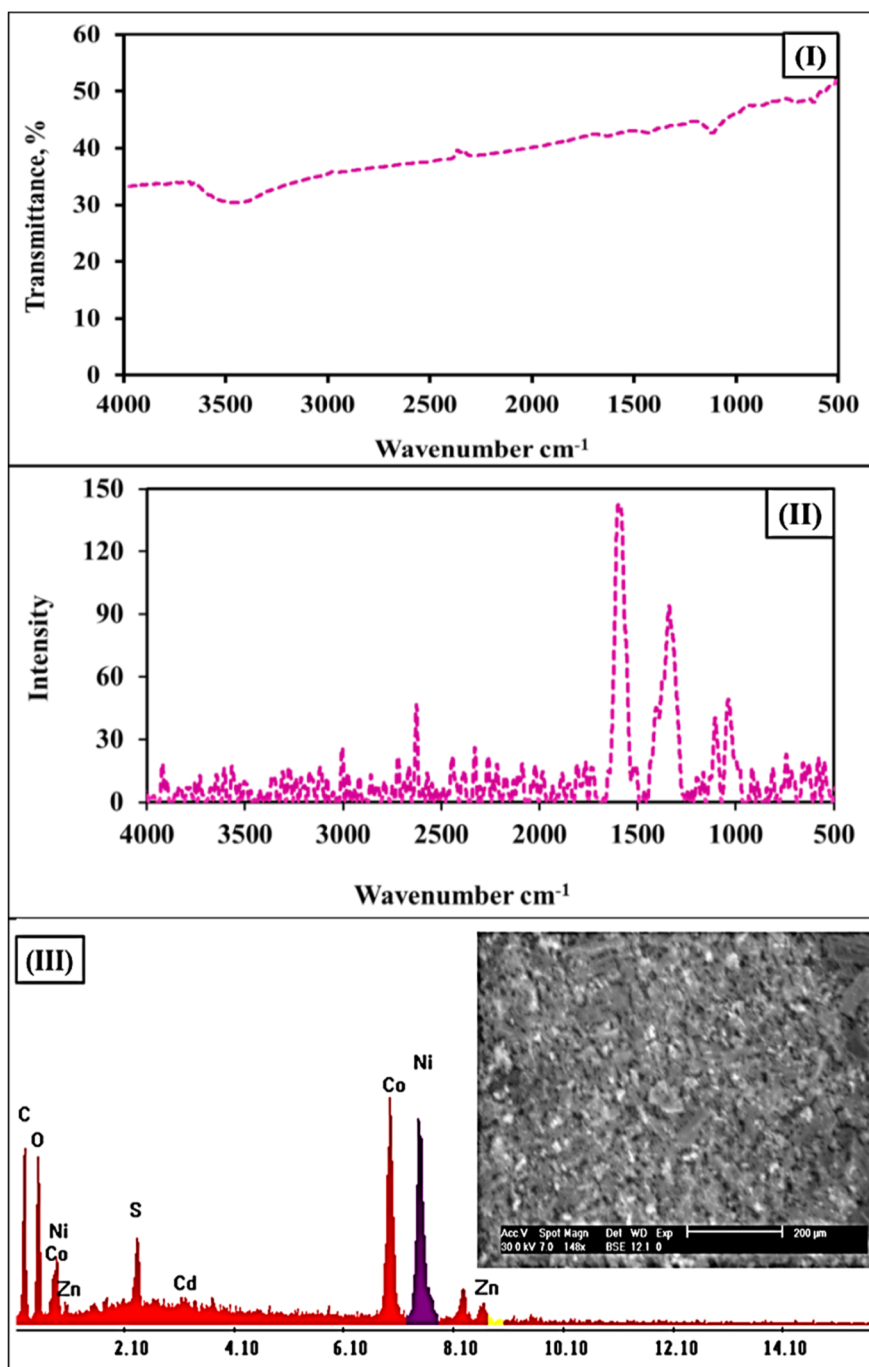 (I)
60
50
40
30
20
10
0
Transmittance, %
4000 3500 3000 2500 2000 1500 1000 500
Wavenumber cm-1
(II)
150
120
90
60
30
0
Intensity
4000 3500 3000 2500 2000 1500 1000 500
Wavenumber cm-1
(III)
C
O
Ni
Co
Zn
S
Cd
Co
Ni
Zn
2.10 4.10 6.10 8.10 10.10 12.10 14.10
Acc.V Spot Magn Det WD Exp 200 µm
30.0 kV 7.0 148x BSE 12.1 0